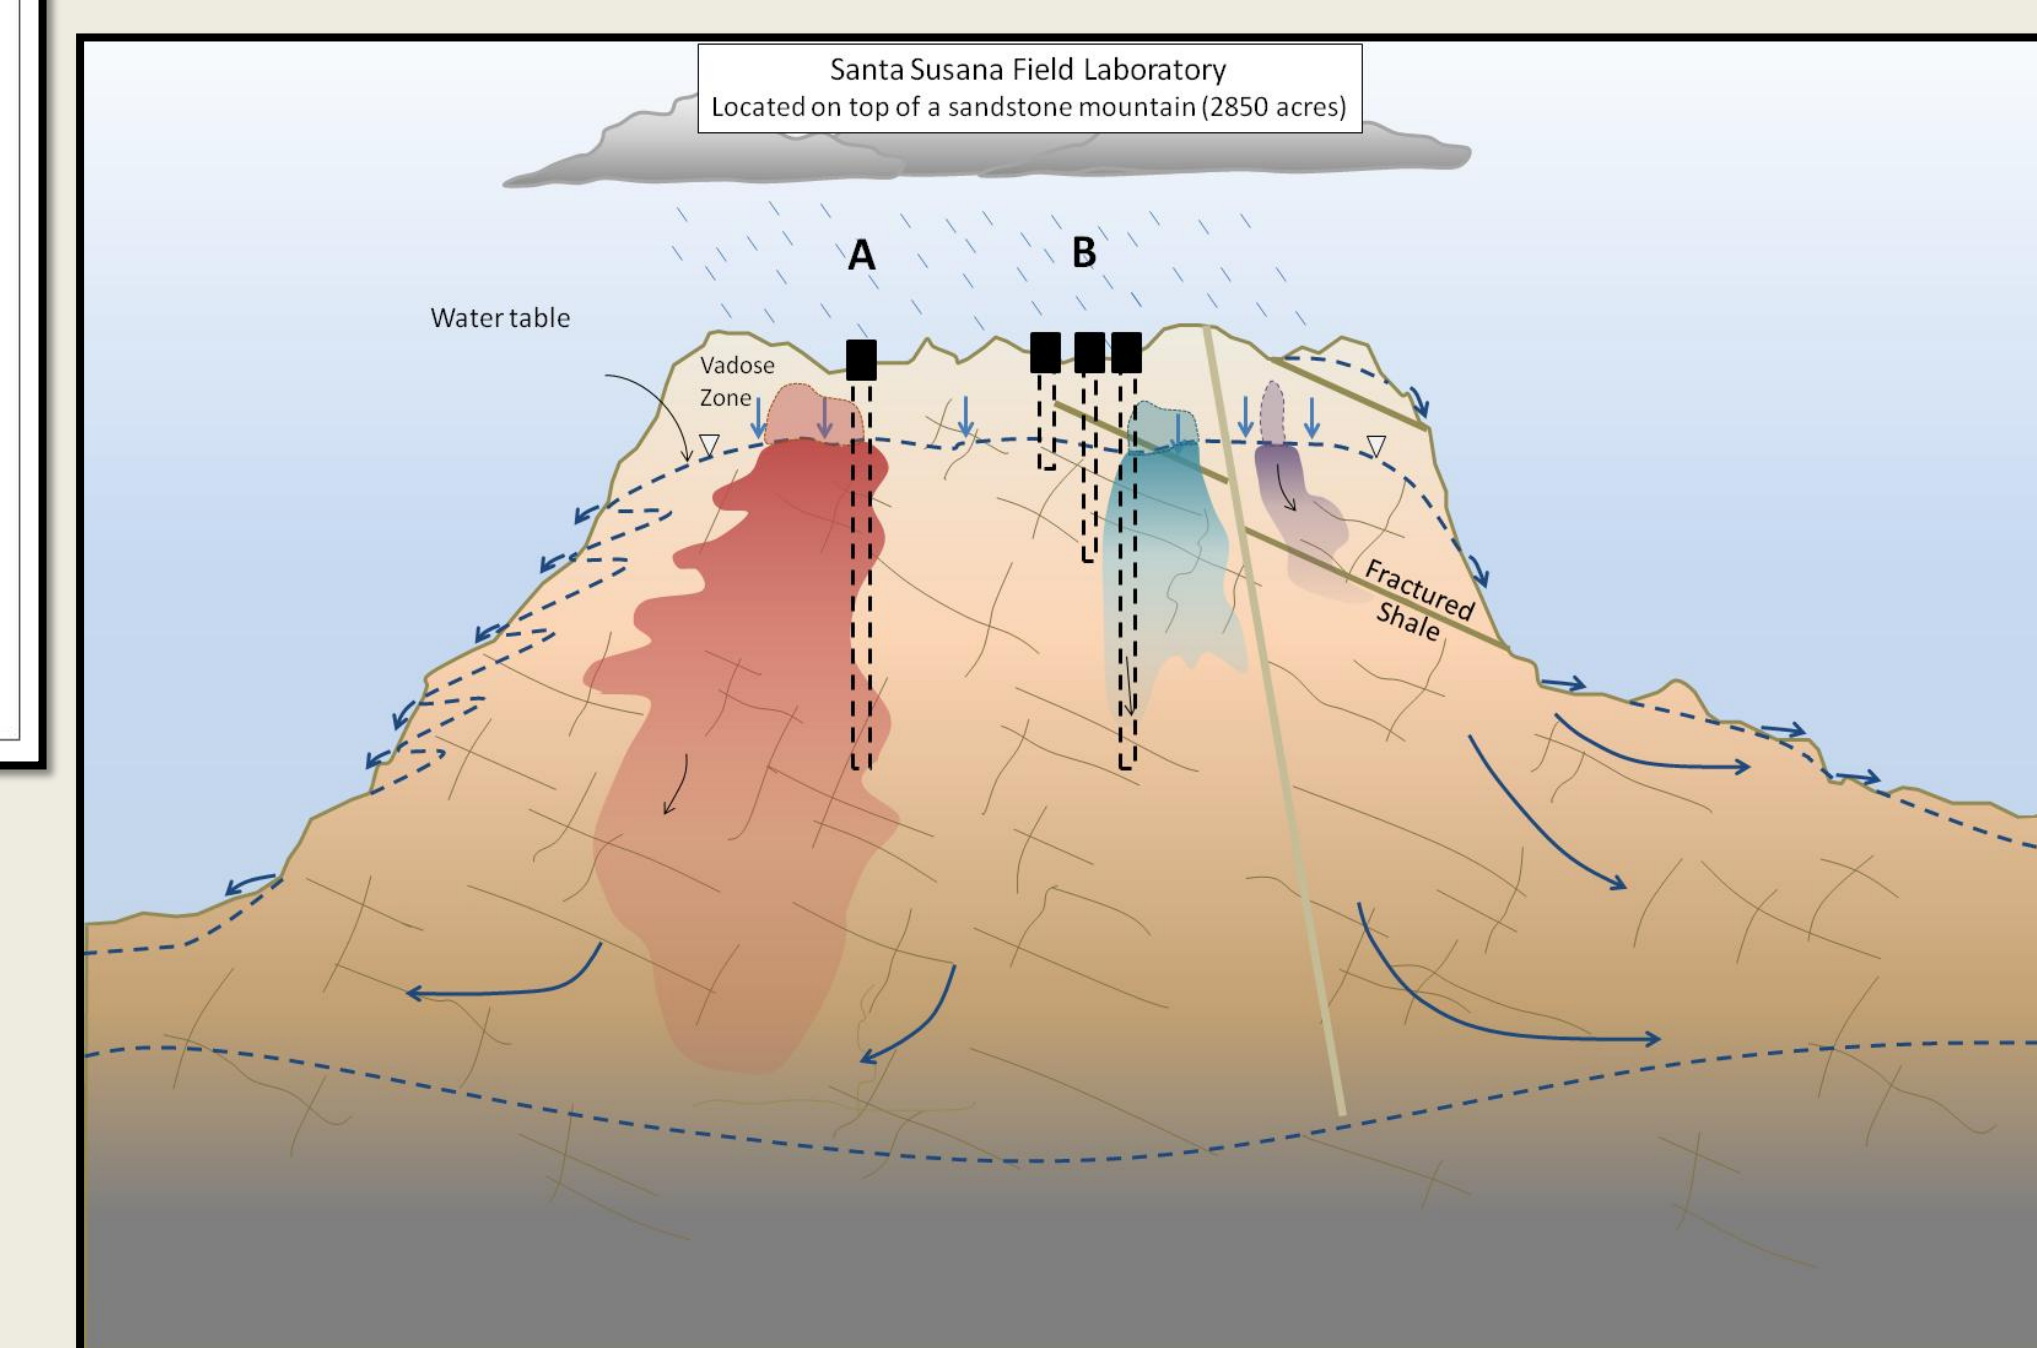 Santa Susana Field Laboratory
Located on top of a sandstone mountain (2850 acres)
A
B
Water table
Vadose
Zone
Fractured
Shale